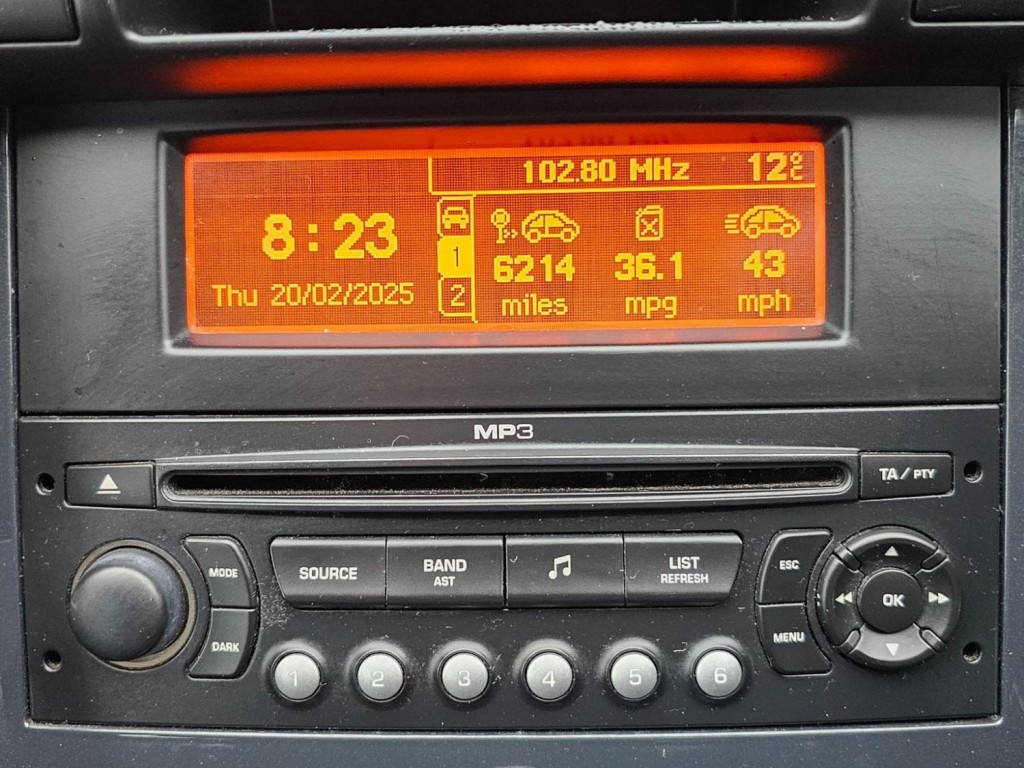 102.80 MHz 12°C
8:23
Thu 20/02/2025
1
2
6214 36.1 43
miles mpg mph
MP3
TA/PTY
MODE
DARK
SOURCE
BAND
AST
LIST
REFRESH
ESC
MENU
OK
1 2 3 4 5 6